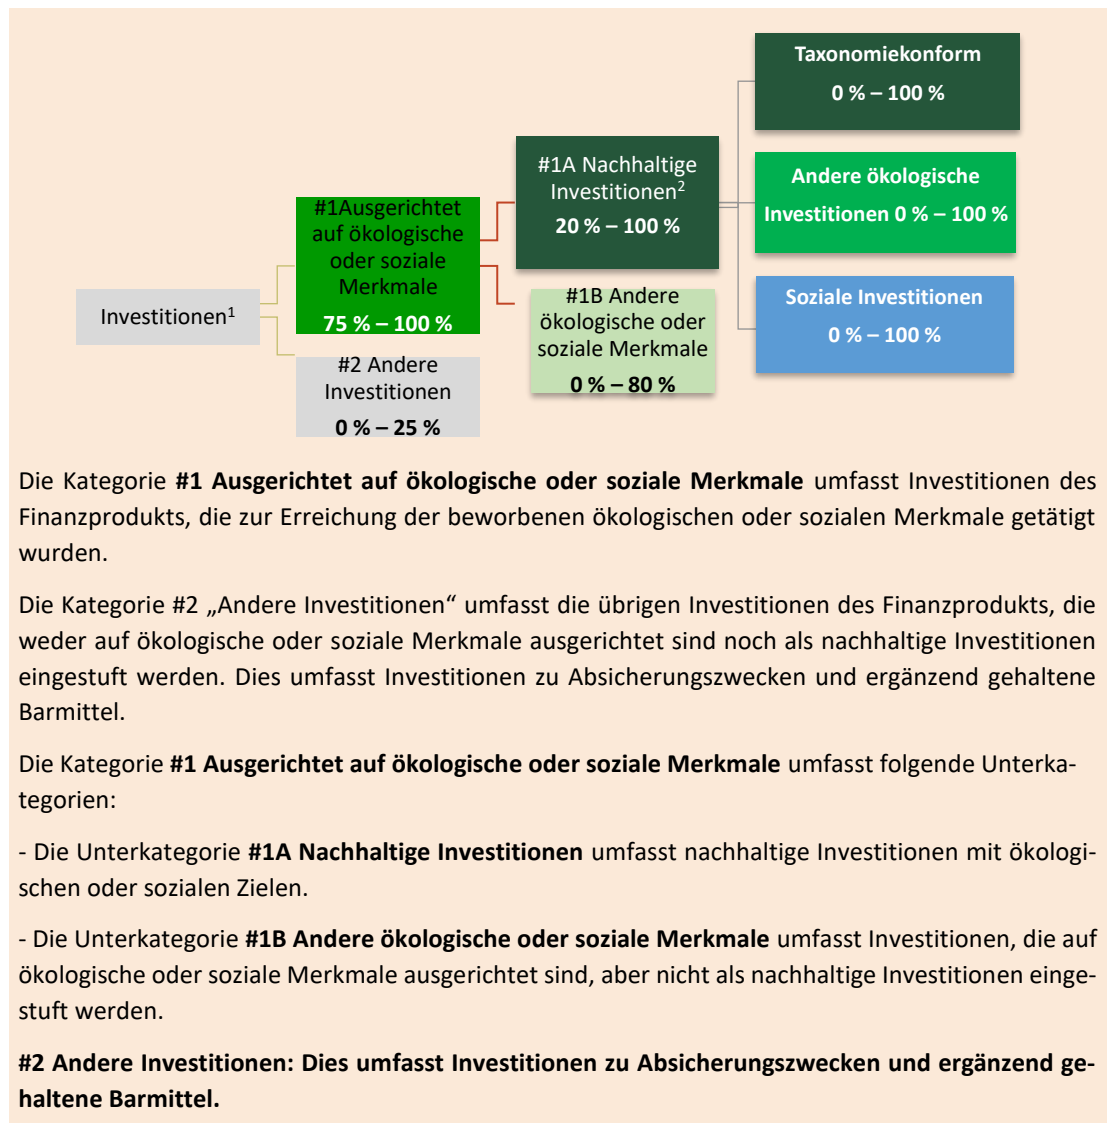 Investitionen¹
#1Ausgerichtet
auf ökologische
oder soziale
Merkmale
75 % – 100 %
#2 Andere
Investitionen
0 % – 25 %
#1A Nachhaltige
Investitionen²
20 % – 100 %
#1B Andere
ökologische oder
soziale Merkmale
0 % – 80 %
Taxonomiekonform
0 % – 100 %
Andere ökologische
Investitionen 0 % – 100 %
Soziale Investitionen
0 % – 100 %
Die Kategorie #1 Ausgerichtet auf ökologische oder soziale Merkmale umfasst Investitionen des
Finanzprodukts, die zur Erreichung der beworbenen ökologischen oder sozialen Merkmale getätigt
wurden.
Die Kategorie #2 „Andere Investitionen“ umfasst die übrigen Investitionen des Finanzprodukts, die
weder auf ökologische oder soziale Merkmale ausgerichtet sind noch als nachhaltige Investitionen
eingestuft werden. Dies umfasst Investitionen zu Absicherungszwecken und ergänzend gehaltene
Barmittel.
Die Kategorie #1 Ausgerichtet auf ökologische oder soziale Merkmale umfasst folgende Unterka-
tegorien:
- Die Unterkategorie #1A Nachhaltige Investitionen umfasst nachhaltige Investitionen mit ökologi-
schen oder sozialen Zielen.
- Die Unterkategorie #1B Andere ökologische oder soziale Merkmale umfasst Investitionen, die auf
ökologische oder soziale Merkmale ausgerichtet sind, aber nicht als nachhaltige Investitionen einge-
stuft werden.
#2 Andere Investitionen: Dies umfasst Investitionen zu Absicherungszwecken und ergänzend ge-
haltene Barmittel.